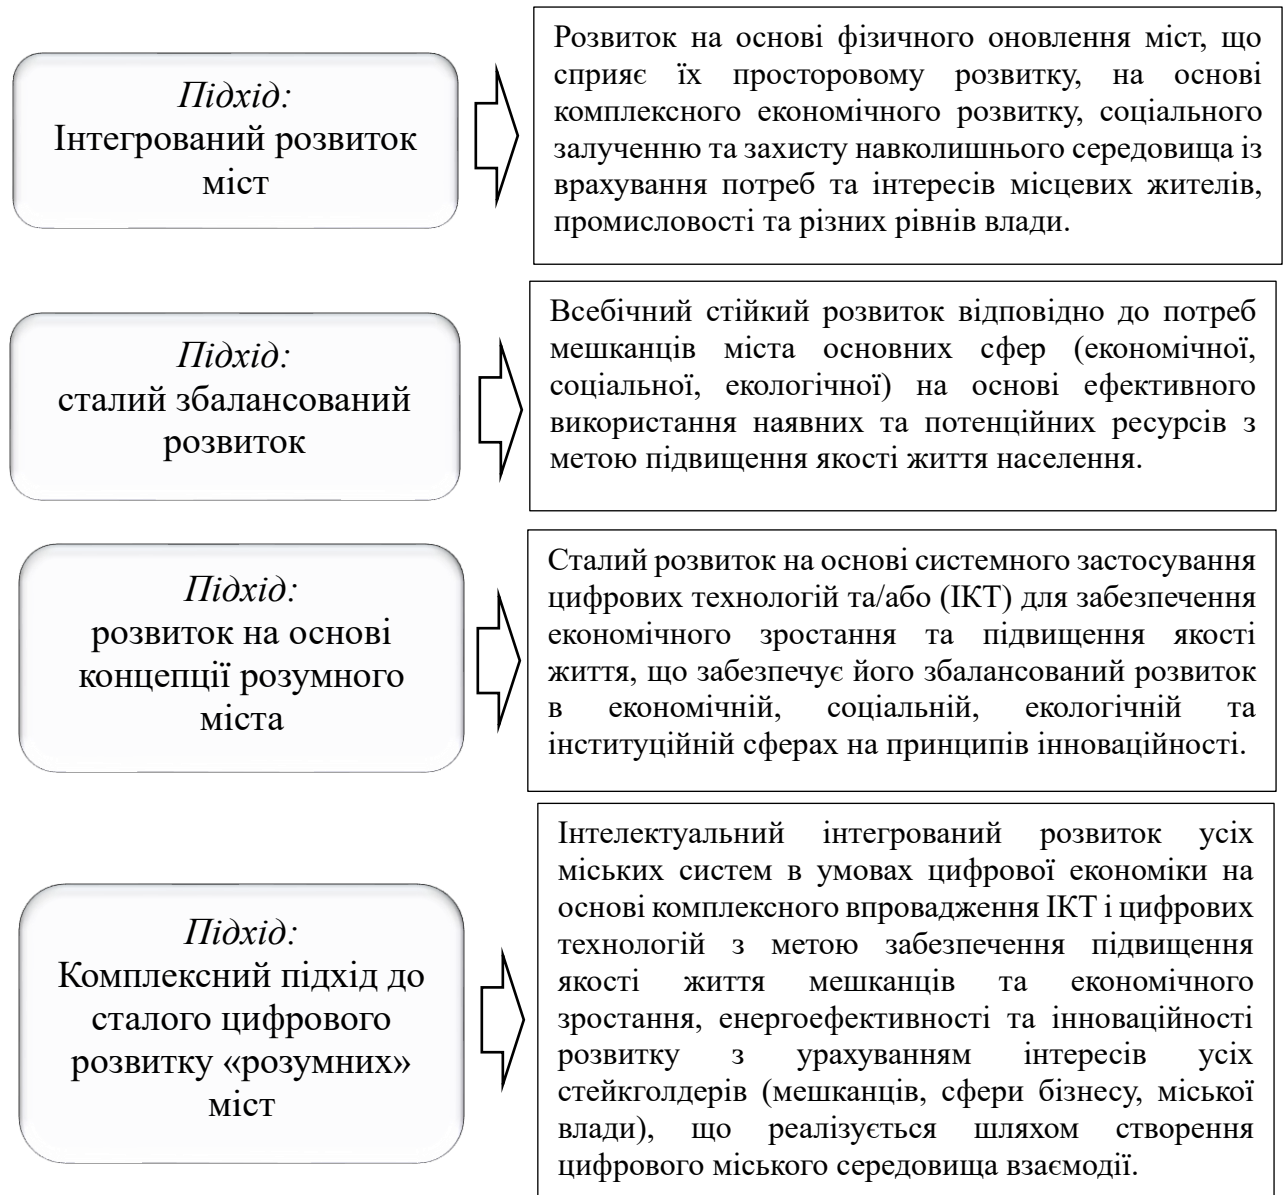 Підхід:
Інтегрований розвиток
міст
Розвиток на основі фізичного оновлення міст, що
сприяє їх просторовому розвитку, на основі
комплексного економічного розвитку, соціального
залученню та захисту навколишнього середовища із
врахування потреб та інтересів місцевих жителів,
промисловості та різних рівнів влади.
Підхід:
сталий збалансований
розвиток
Всебічний стійкий розвиток відповідно до потреб
мешканців міста основних сфер (економічної,
соціальної, екологічної) на основі ефективного
використання наявних та потенційних ресурсів з
метою підвищення якості життя населення.
Підхід:
розвиток на основі
концепції розумного
міста
Сталий розвиток на основі системного застосування
цифрових технологій та/або (ІКТ) для забезпечення
економічного зростання та підвищення якості
життя, що забезпечує його збалансований розвиток
в економічній, соціальній, екологічній та
інституційній сферах на принципів інноваційності.
Підхід:
Комплексний підхід до
сталого цифрового
розвитку «розумних»
міст
Інтелектуальний інтегрований розвиток усіх
міських систем в умовах цифрової економіки на
основі комплексного впровадження ІКТ і цифрових
технологій з метою забезпечення підвищення
якості життя мешканців та економічного
зростання, енергоефективності та інноваційності
розвитку з урахуванням інтересів усіх
стейкголдерів (мешканців, сфери бізнесу, міської
влади), що реалізується шляхом створення
цифрового міського середовища взаємодії.